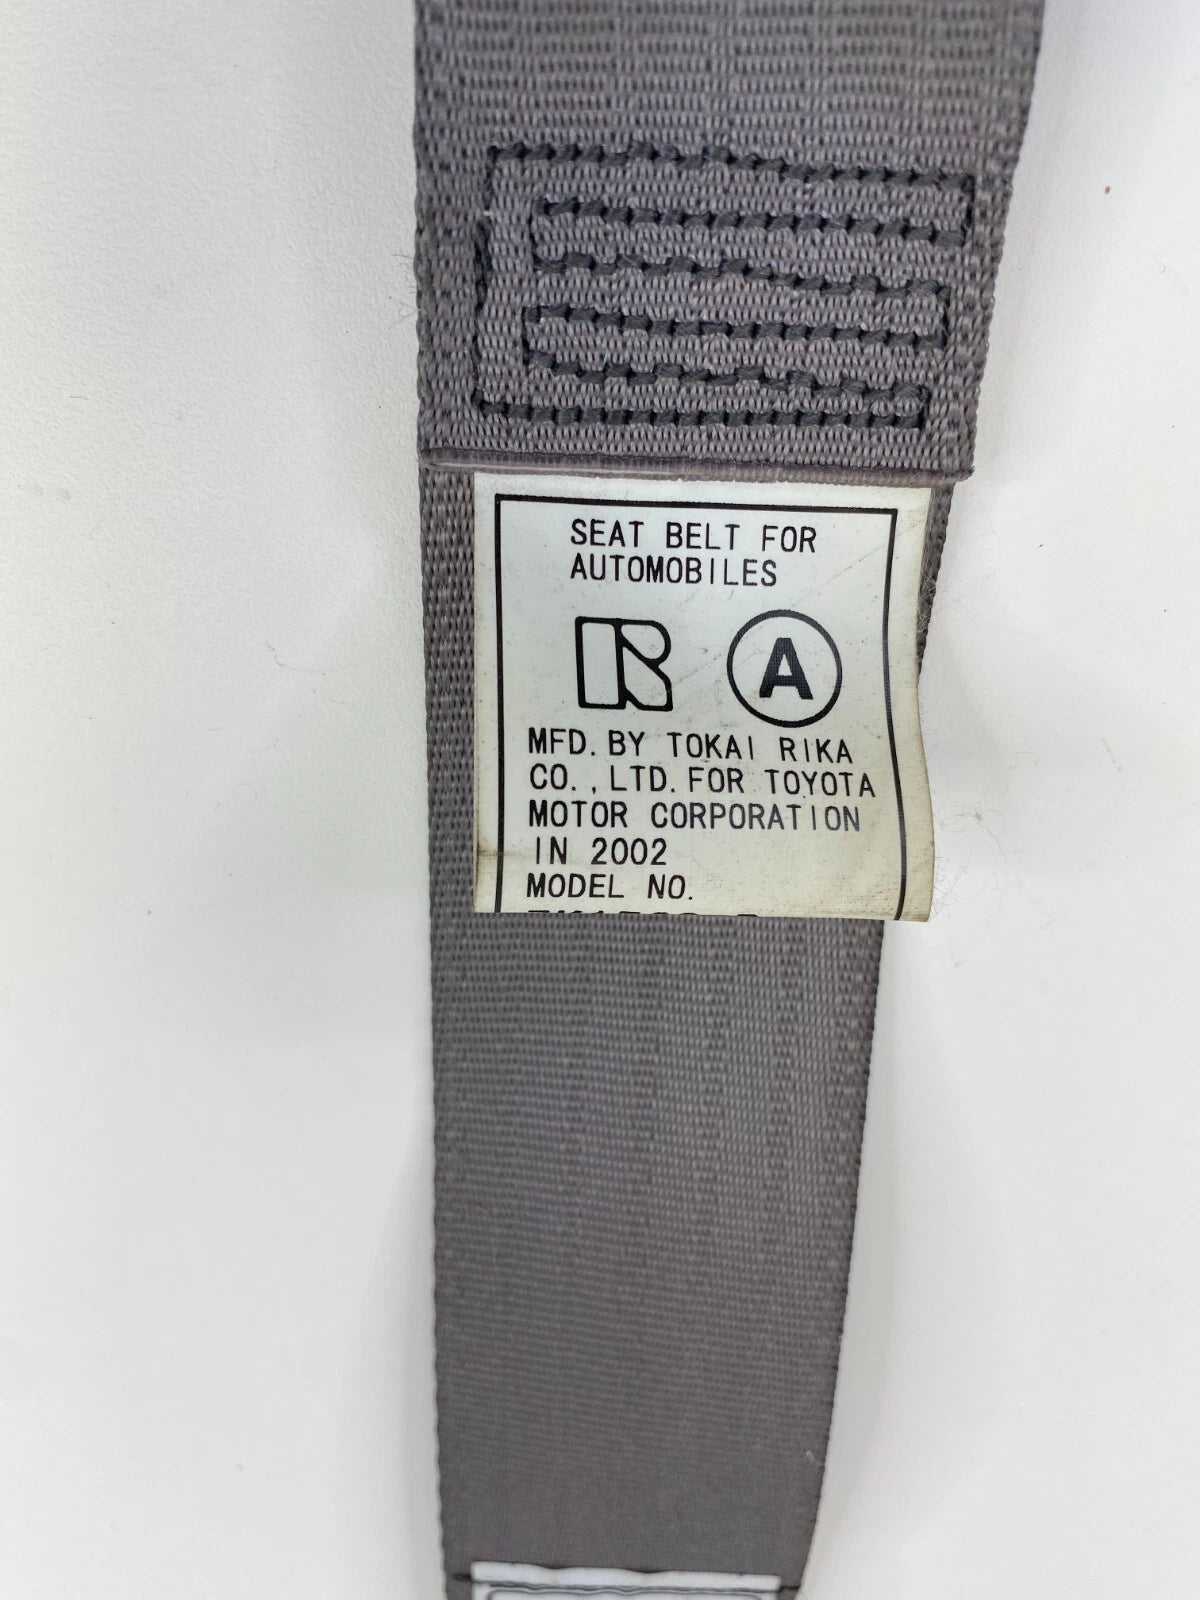 SEAT BELT FOR
AUTOMOBILES
R A
MFD. BY TOKAI RIKA
CO., LTD. FOR TOYOTA
MOTOR CORPORATION
IN 2002
MODEL NO.